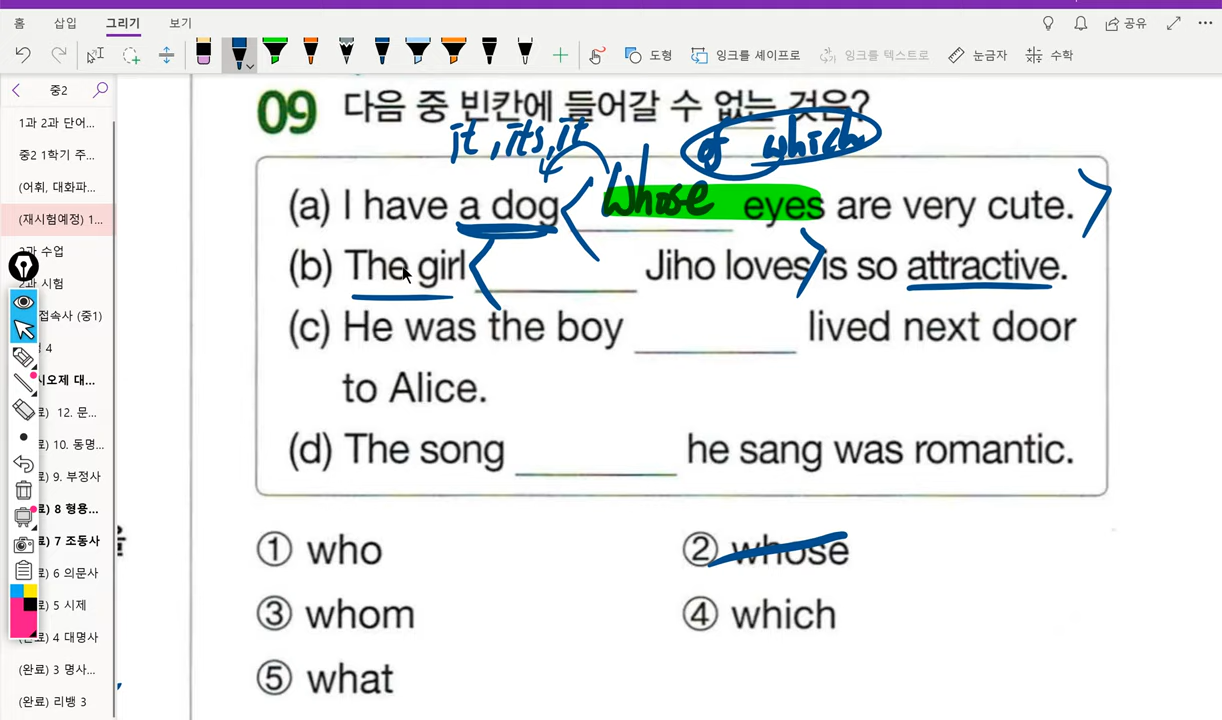 홈 삽입 그리기 보기
공유
도형 잉크를 셰이프로 잉크를 텍스트로 눈금자 수학
중2
1과 2과 단어...
중2 1학기 주...
(어휘, 대화파...
(재시험예정) 1...
2과 수업
2과 시험
접속사 (중1)
4
시오제 대...
료) 12. 문...
료) 10. 동명...
료) 9. 부정사
료) 8 형용...
료) 7 조동사
료) 6 의문사
료) 5 시제
료) 4 대명사
(완료) 3 명사...
(완료) 리뱅 3
09 다음 중 빈칸에 들어갈 수 없는 것은?
it, its, it of which
(a) I have a dog whose eyes are very cute.
(b) The girl Jiho loves is so attractive.
(c) He was the boy lived next door
to Alice.
(d) The song he sang was romantic.
① who ② whose
③ whom ④ which
⑤ what